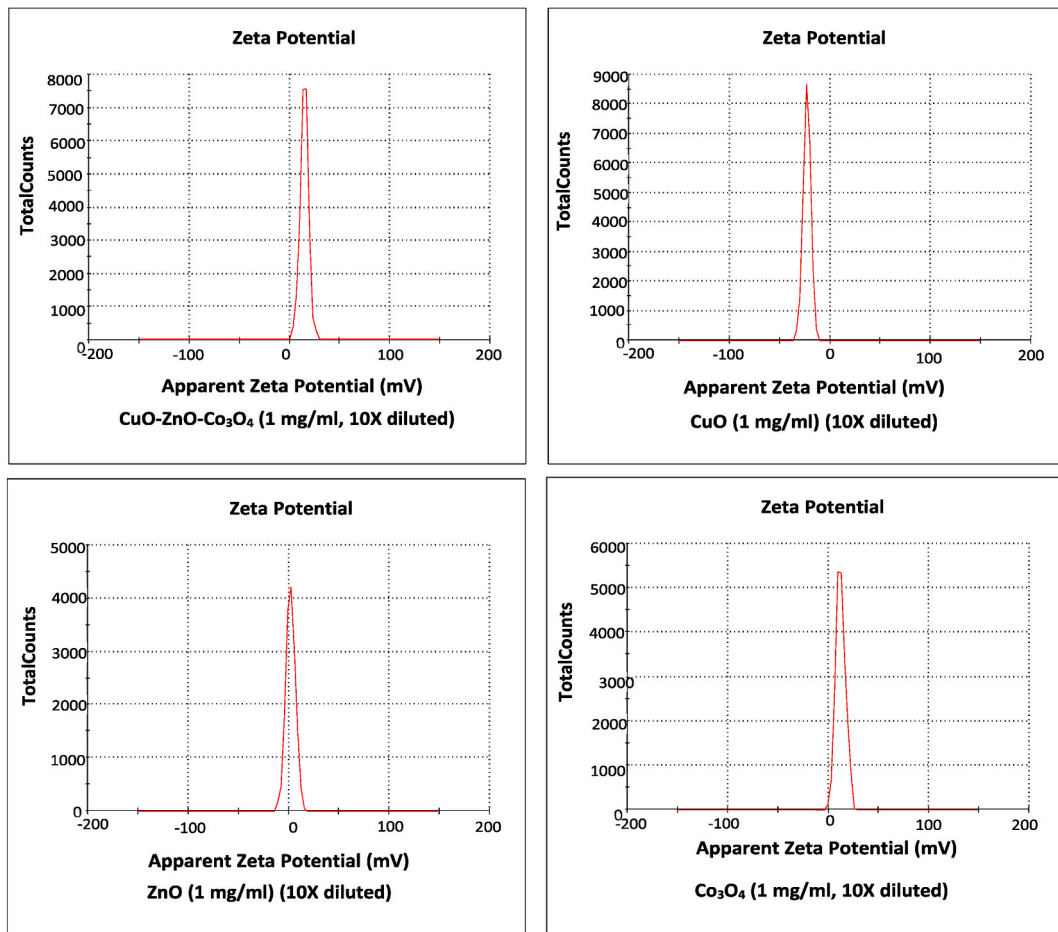 Zeta Potential
8000
7000
6000
5000
4000
3000
2000
1000
0
TotalCounts
-200 -100 0 100 200
Apparent Zeta Potential (mV)
CuO-ZnO-Co₃O₄ (1 mg/ml, 10X diluted)
Zeta Potential
9000
8000
7000
6000
5000
4000
3000
2000
1000
0
TotalCounts
-200 -100 0 100 200
Apparent Zeta Potential (mV)
CuO (1 mg/ml) (10X diluted)
Zeta Potential
5000
4000
3000
2000
1000
0
TotalCounts
-200 -100 0 100 200
Apparent Zeta Potential (mV)
ZnO (1 mg/ml) (10X diluted)
Zeta Potential
6000
5000
4000
3000
2000
1000
0
TotalCounts
-200 -100 0 100 200
Apparent Zeta Potential (mV)
Co₃O₄ (1 mg/ml, 10X diluted)